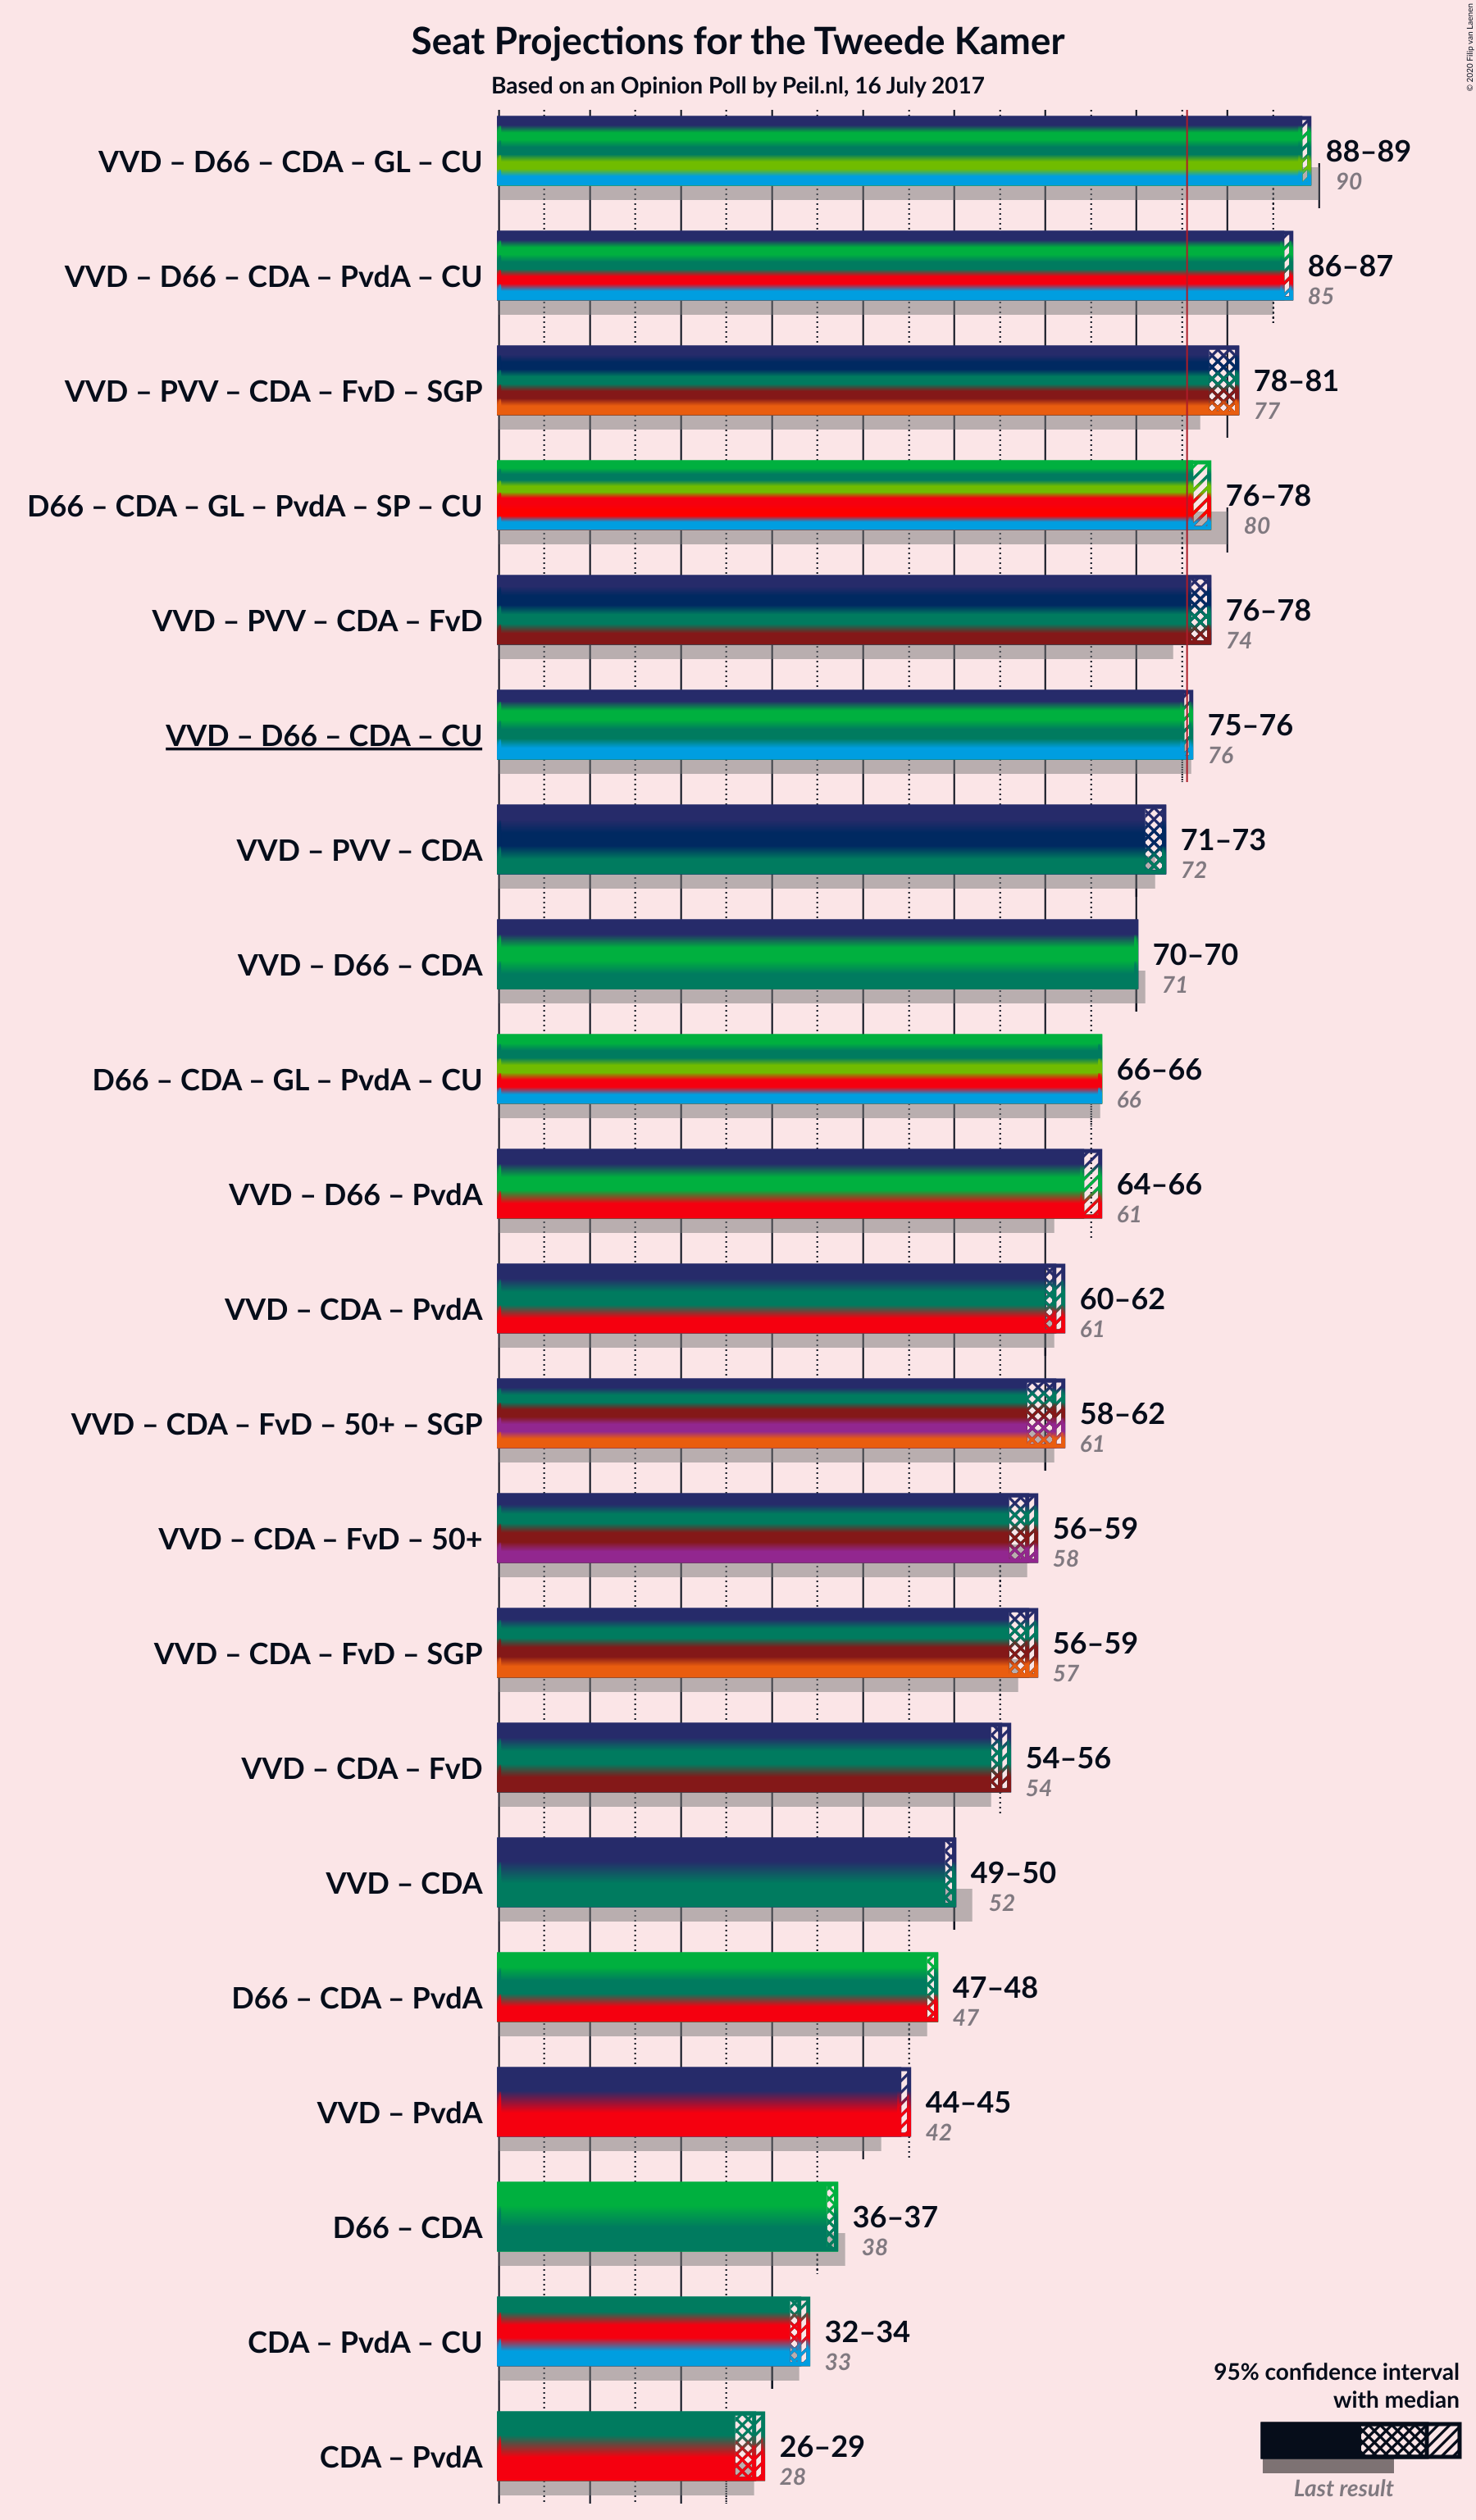 Seat Projections for the Tweede Kamer
Based on an Opinion Poll by Peil.nl, 16 July 2017
© 2020 Filip van Laenen
VVD – D66 – CDA – GL – CU
88–89
90
VVD – D66 – CDA – PvdA – CU
86–87
85
VVD – PVV – CDA – FvD – SGP
78–81
77
D66 – CDA – GL – PvdA – SP – CU
76–78
80
VVD – PVV – CDA – FvD
76–78
74
VVD – D66 – CDA – CU
75–76
76
VVD – PVV – CDA
71–73
72
VVD – D66 – CDA
70–70
71
D66 – CDA – GL – PvdA – CU
66–66
66
VVD – D66 – PvdA
64–66
61
VVD – CDA – PvdA
60–62
61
VVD – CDA – FvD – 50+ – SGP
58–62
61
VVD – CDA – FvD – 50+
56–59
58
VVD – CDA – FvD – SGP
56–59
57
VVD – CDA – FvD
54–56
54
VVD – CDA
49–50
52
D66 – CDA – PvdA
47–48
47
VVD – PvdA
44–45
42
D66 – CDA
36–37
38
CDA – PvdA – CU
32–34
33
CDA – PvdA
26–29
28
95% confidence interval
with median
Last result